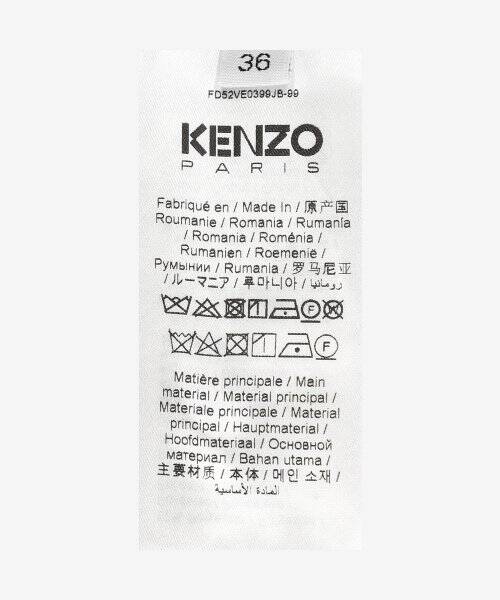 36
FD52VE0399JB-99
KENZO
PARIS
Fabriqué en / Made In / 原产国
Roumanie / Romania / Rumanía
/ Romania / Romênia /
Rumänien / Roemenie /
Румынии / Rumania / 罗马尼亚
/ ルーマニア / 루마니아 / رومانيا
F W
F
Matière principale / Main
material / Material principal /
Materiale principale / Material
principal / Hauptmaterial /
Hoofdmateriaal / Основной
материал / Bahan utama /
主要材质 / 本体 / 메인 소재 /
المادة الأساسية